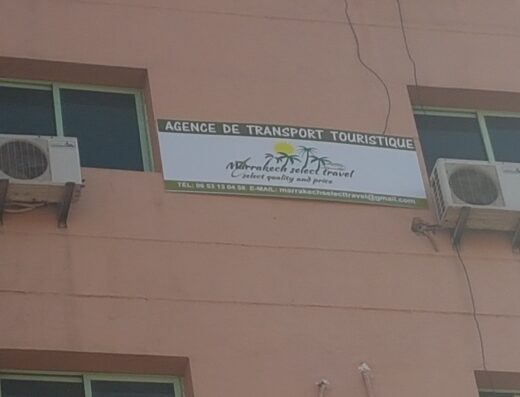 AGENCE DE TRANSPORT TOURISTIQUE
Marrakech select travel
select quality and price
TEL: 06 53 13 04 58 E-MAIL: marrakechselecttravel@gmail.com